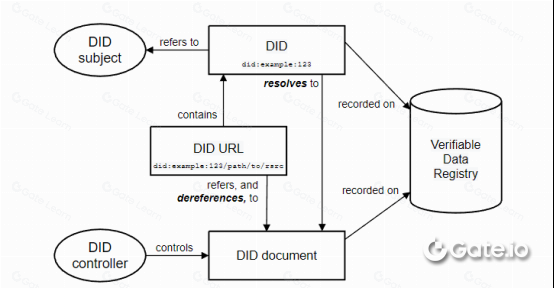 DID
subject
refers to
DID
did:example:123
resolves to
recorded on
contains
DID URL
did:example:123/path/to/rsrc
Verifiable
Data
Registry
refers, and
dereferences, to
recorded on
DID
controller
controls
DID document
Gate.io